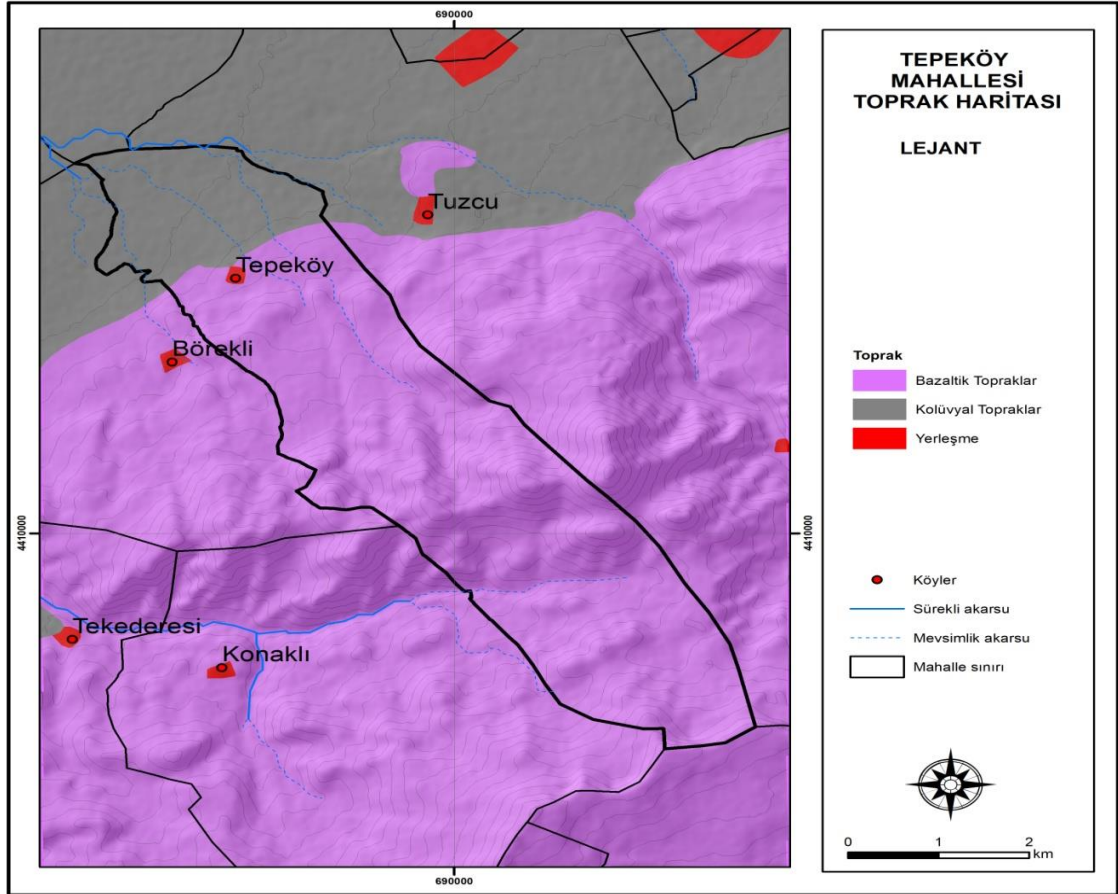 690000
Tuzcu
Tepeköy
Börekli
4410000
4410000
Tekederesi
Konaklı
690000
TEPEKÖY
MAHALLESİ
TOPRAK HARİTASI
LEJANT
Toprak
Bazaltik Topraklar
Kolüvyal Topraklar
Yerleşme
Köyler
Sürekli akarsu
Mevsimlik akarsu
Mahalle sınırı
0 1 2
km